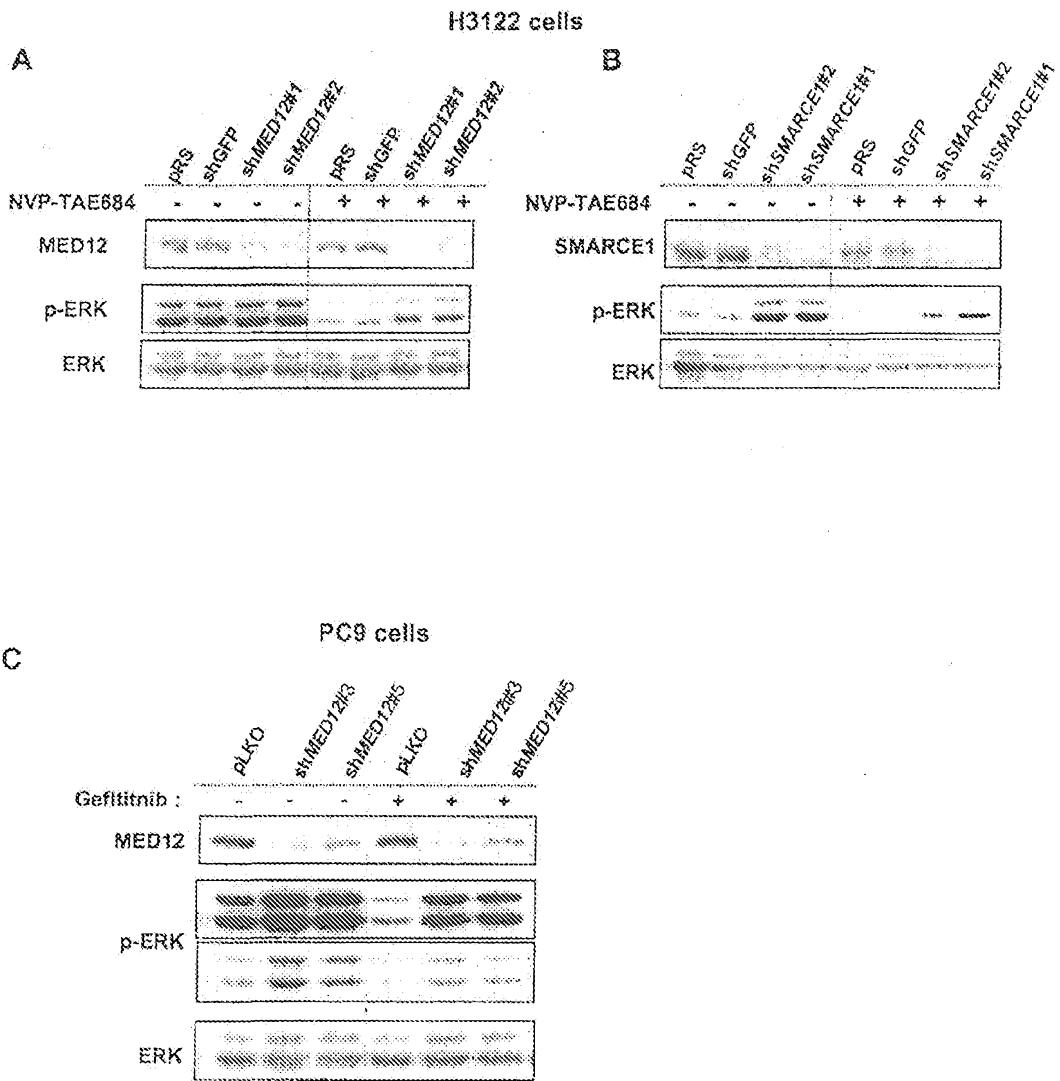 H3122 cells
A
pRS shGFP shMED12#1 shMED12#2 pRS shGFP shMED12#1 shMED12#2
NVP-TAE684 - - - - + + + +
MED12
p-ERK
ERK
B
pRS shGFP shSMARCE1#2 shSMARCE1#1 pRS shGFP shSMARCE1#2 shSMARCE1#1
NVP-TAE684 - - - - + + + +
SMARCE1
p-ERK
ERK
PC9 cells
C
pLKO shMED12#3 shMED12#5 pLKO shMED12#3 shMED12#5
Gefititnib : - - - + + +
MED12
p-ERK
ERK